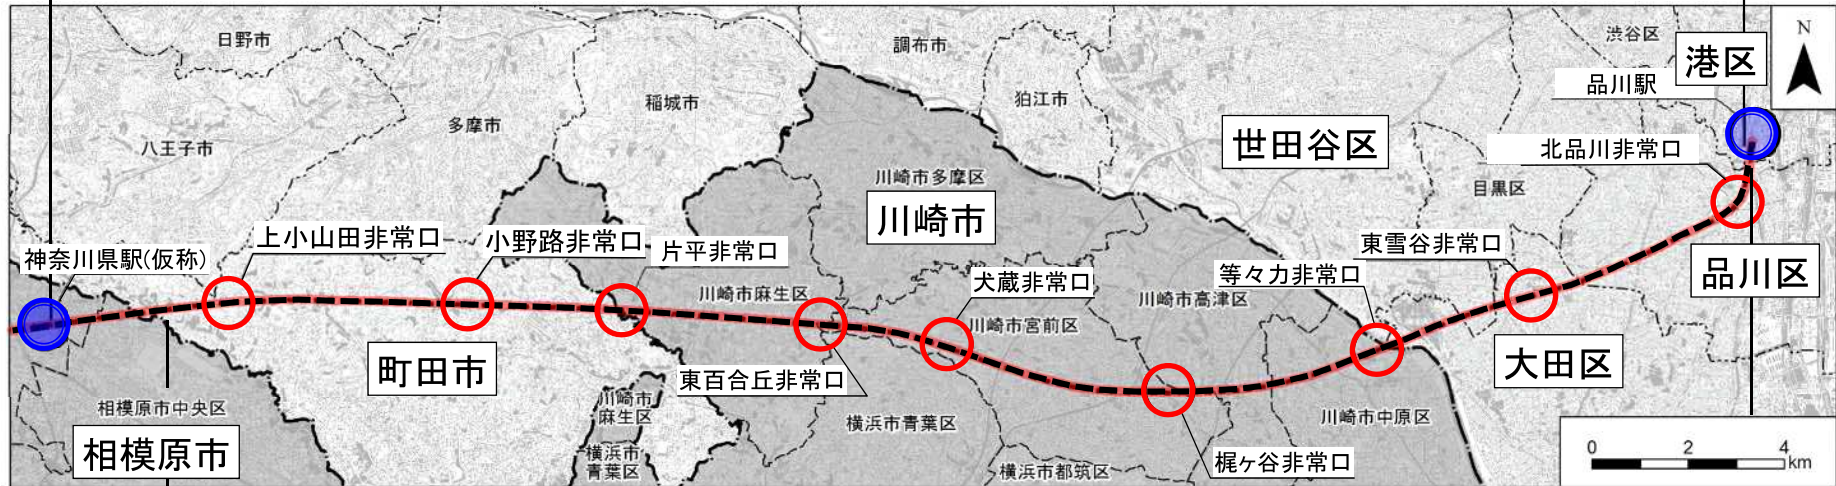 日野市
調布市
渋谷区
港区
N
品川駅
稲城市
狛江市
多摩市
世田谷区
八王子市
北品川非常口
川崎市多摩区
目黒区
川崎市
上小山田非常口
小野路非常口
片平非常口
東雪谷非常口
神奈川県駅(仮称)
犬蔵非常口
等々力非常口
品川区
川崎市麻生区
川崎市高津区
川崎市宮前区
町田市
大田区
東百合丘非常口
相模原市中央区
川崎市
麻生区
横浜市青葉区
川崎市中原区
相模原市
横浜市
青葉区
横浜市都筑区
梶ヶ谷非常口
0 2 4
km